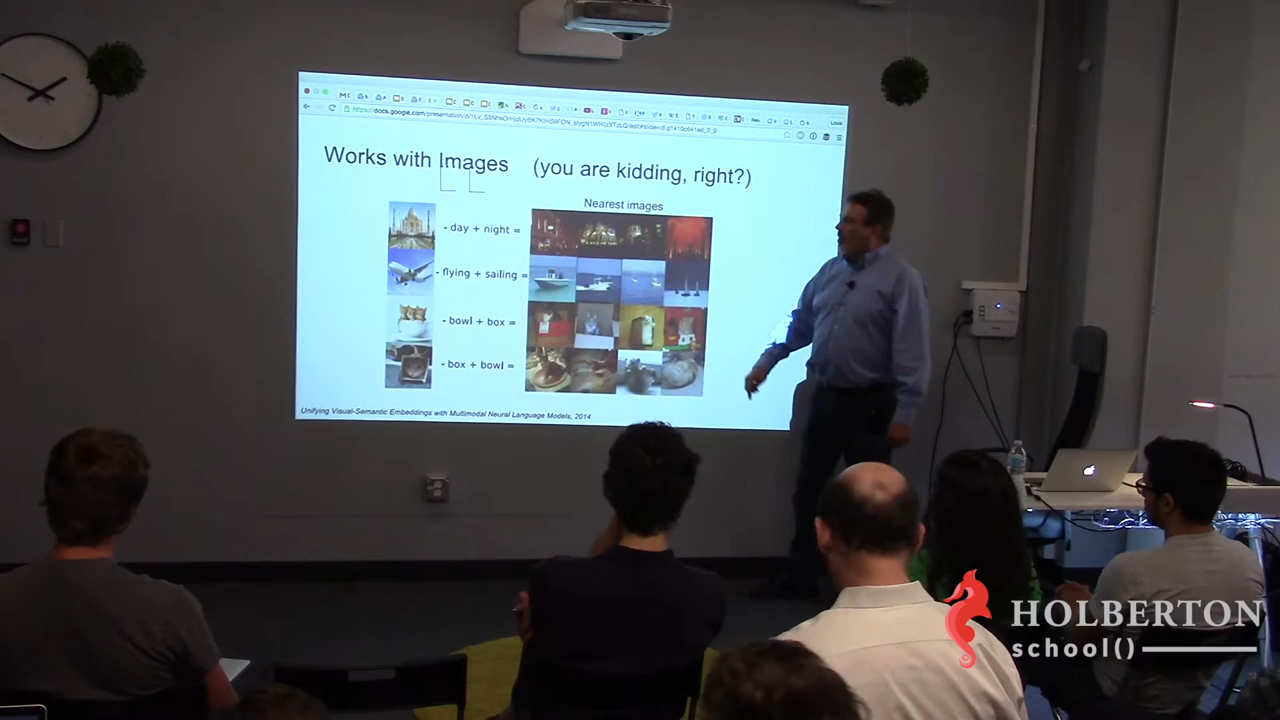 Works with Images (you are kidding, right?)
Nearest images
- day + night =
- flying + sailing =
- bowl + box =
- box + bowl =
Unifying Visual-Semantic Embeddings with Multimodal Neural Language Models, 2014
HOLBERTON
school()